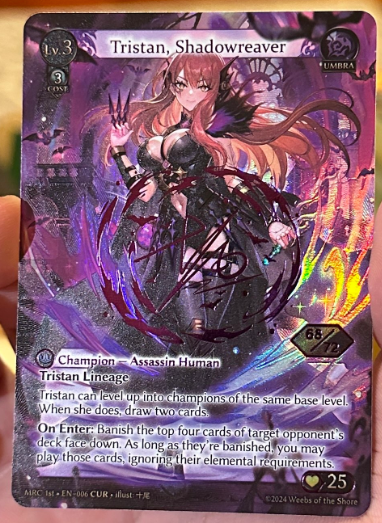 Lv.3
Tristan, Shadowreaver
UMBRA
3
COST
68/72
Champion — Assassin Human
Tristan Lineage
Tristan can level up into champions of the same base level.
When she does, draw two cards.
On Enter: Banish the top four cards of target opponent's
deck face down. As long as they're banished, you may
play those cards, ignoring their elemental requirements.
25
AlRC 1st • EN-006 CUR • illust 十尾
©2024 Weebs of the Shore